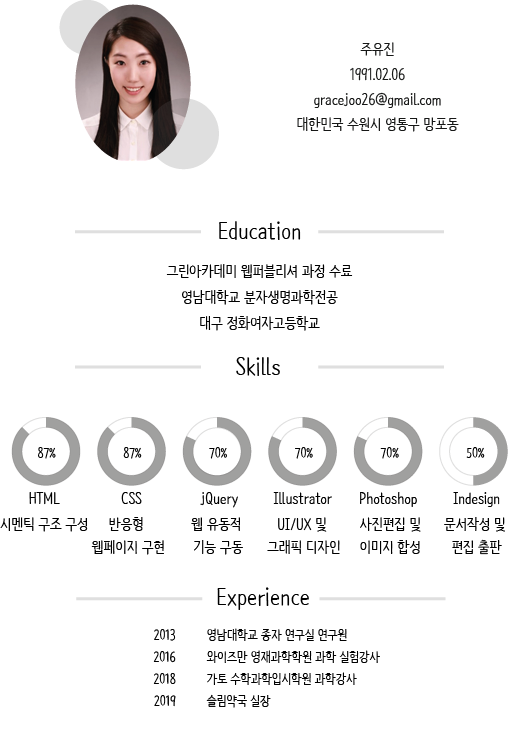 주유진
1991.02.06
gracejoo26@gmail.com
대한민국 수원시 영통구 망포동
Education
그린아카데미 웹퍼블리셔 과정 수료
영남대학교 분자생명과학전공
대구 정화여자고등학교
Skills
87% 87% 70% 70% 70% 50%
HTML CSS jQuery Illustrator Photoshop Indesign
시멘틱 구조 구성 반응형 웹 유동적 UI/UX 및 사진편집 및 문서작성 및
웹페이지 구현 기능 구동 그래픽 디자인 이미지 합성 편집 출판
Experience
2013 영남대학교 종자 연구실 연구원
2016 와이즈만 영재과학학원 과학 실험강사
2018 가토 수학과학입시학원 과학강사
2019 슬림약국 실장